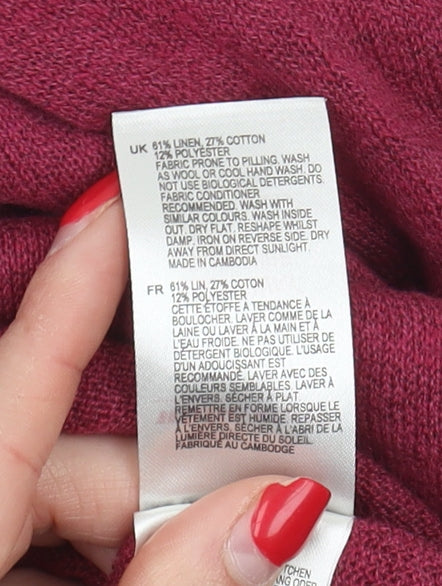 UK 61% LINEN, 27% COTTON
12% POLYESTER
FABRIC PRONE TO PILLING. WASH
AS WOOL OR COOL HAND WASH. DO
NOT USE BIOLOGICAL DETERGENTS.
FABRIC CONDITIONER
RECOMMENDED. WASH WITH
SIMILAR COLOURS. WASH INSIDE
OUT. DRY FLAT. RESHAPE WHILST
DAMP. IRON ON REVERSE SIDE. DRY
AWAY FROM DIRECT SUNLIGHT.
MADE IN CAMBODIA
FR 61% LIN, 27% COTON
12% POLYESTER
CETTE ÉTOFFE A TENDANCE À
BOULOCHER. LAVER COMME DE LA
LAINE OU LAVER À LA MAIN ET À
L'EAU FROIDE. NE PAS UTILISER DE
DÉTERGENT BIOLOGIQUE. L'USAGE
D'UN ADOUCISSANT EST
RECOMMANDÉ. LAVER AVEC DES
COULEURS SEMBLABLES. LAVER À
L'ENVERS. SÉCHER À PLAT.
REMETTRE EN FORME LORSQUE LE
VÊTEMENT EST HUMIDE. REPASSER
À L'ENVERS. SÉCHER À L'ABRI DE LA
LUMIÈRE DIRECTE DU SOLEIL.
FABRIQUÉ AU CAMBODGE